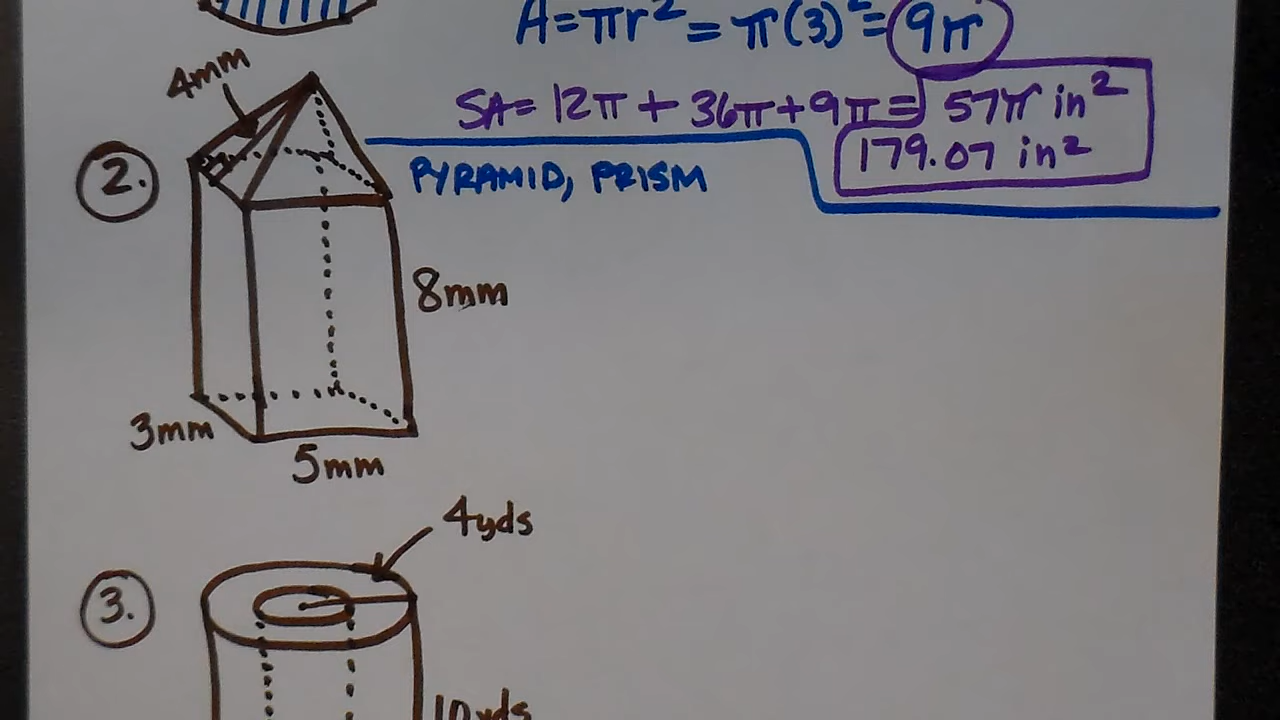 A=πr²=π(3)²=9π
4mm
SA=12π+36π+9π=57π in²
179.07 in²
2.
PYRAMID, PRISM
8mm
3mm
5mm
4yds
3.
10yds